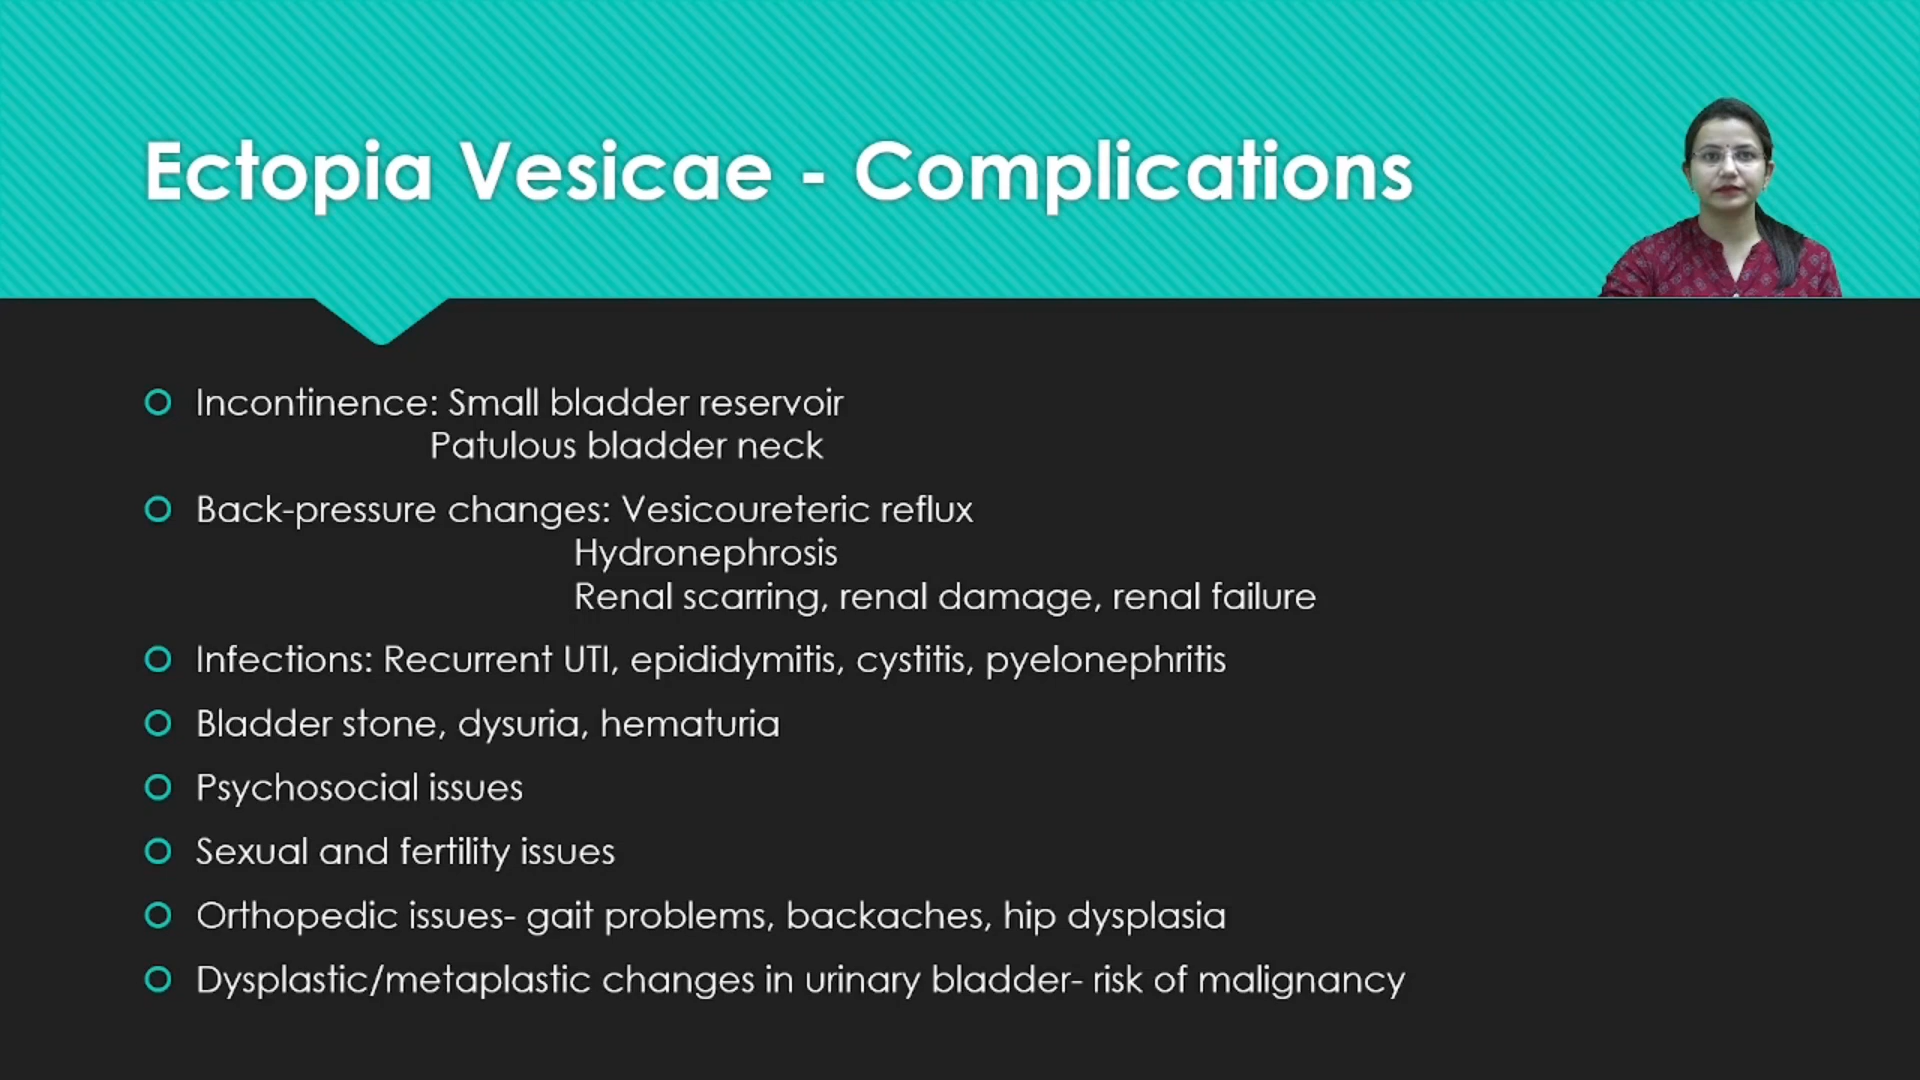 Ectopia Vesicae - Complications
Incontinence: Small bladder reservoir
Patulous bladder neck
Back-pressure changes: Vesicoureteric reflux
Hydronephrosis
Renal scarring, renal damage, renal failure
Infections: Recurrent UTI, epididymitis, cystitis, pyelonephritis
Bladder stone, dysuria, hematuria
Psychosocial issues
Sexual and fertility issues
Orthopedic issues- gait problems, backaches, hip dysplasia
Dysplastic/metaplastic changes in urinary bladder- risk of malignancy